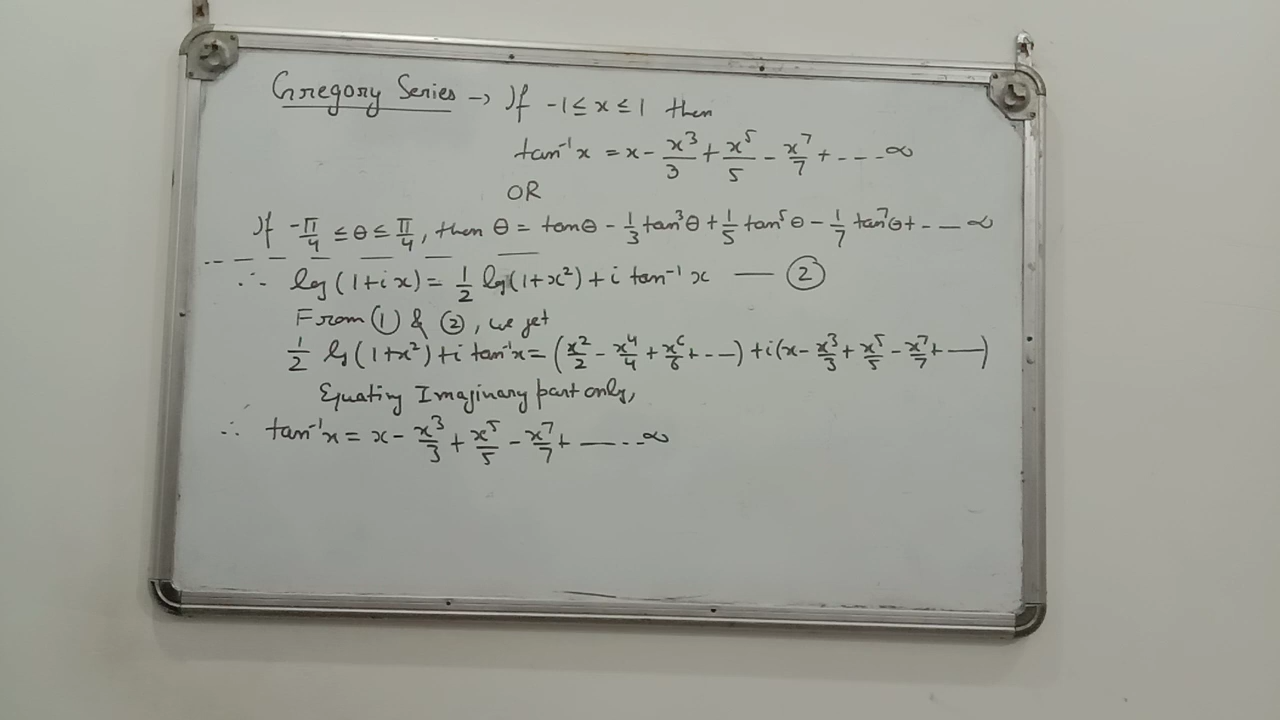 Gregory Series → If -1 ≤ x ≤ 1 then
tan⁻¹x = x - x³/3 + x⁵/5 - x⁷/7 + - - - ∞
OR
If -π/4 ≤ θ ≤ π/4, then θ = tanθ - 1/3 tan³θ + 1/5 tan⁵θ - 1/7 tan⁷θ + - - ∞
∴ log(1+ix) = 1/2 log(1+x²) + i tan⁻¹x — ②
From ① & ②, we get
1/2 log(1+x²) + i tan⁻¹x = (x²/2 - x⁴/4 + x⁶/6 + - - -) + i(x - x³/3 + x⁵/5 - x⁷/7 + - —)
Equating Imaginary part only,
∴ tan⁻¹x = x - x³/3 + x⁵/5 - x⁷/7 + — - - - ∞